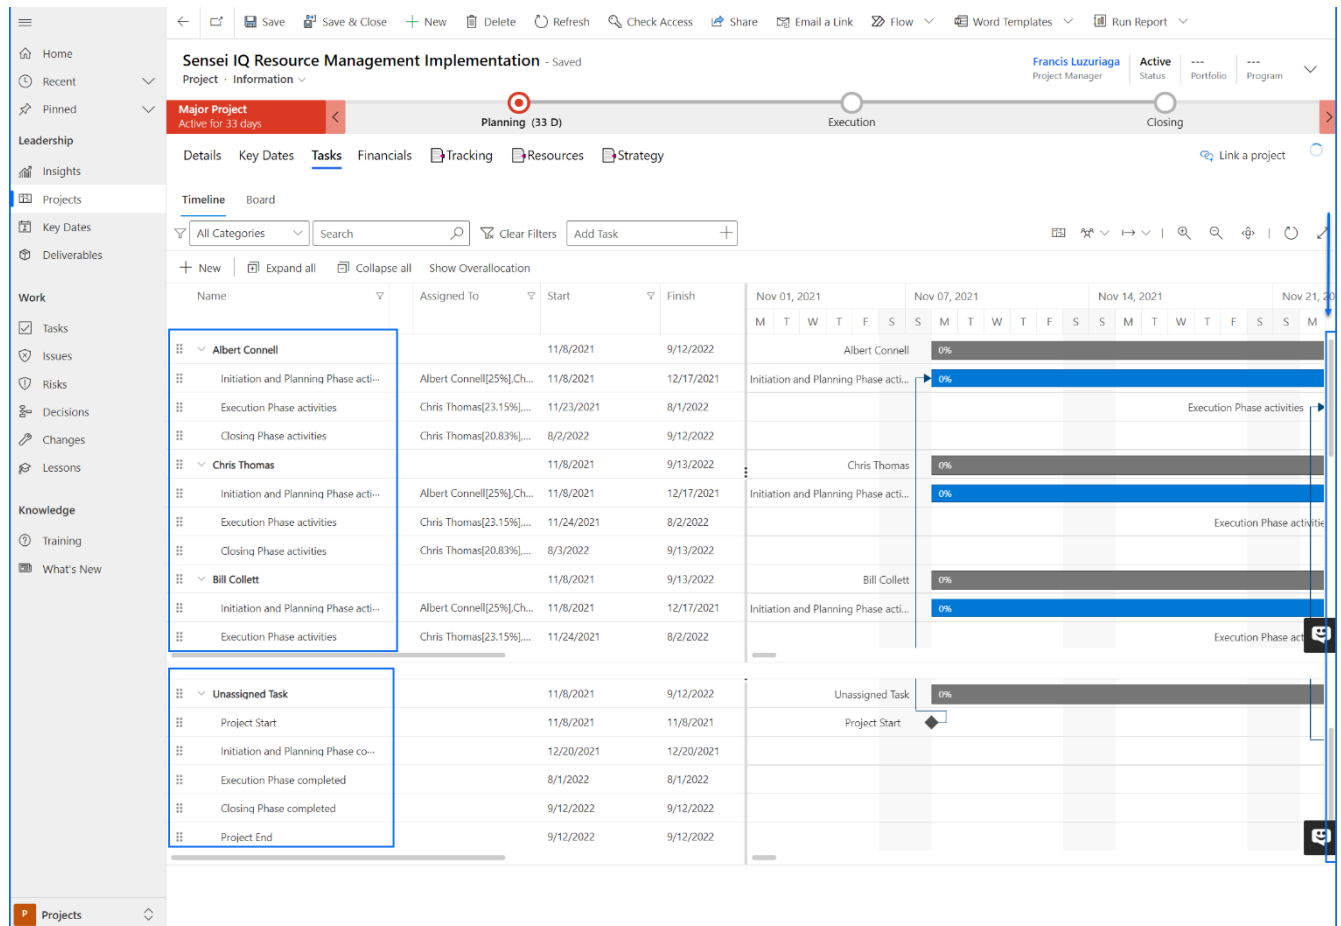 Save
Save & Close
New
Delete
Refresh
Check Access
Share
Email a Link
Flow
Word Templates
Run Report
Home
Recent
Pinned
Leadership
Insights
Projects
Key Dates
Deliverables
Work
Tasks
Issues
Risks
Decisions
Changes
Lessons
Knowledge
Training
What's New
P Projects
Sensei IQ Resource Management Implementation - Saved
Project · Information
Francis Luzuriaga
Project Manager
Active
Status
---
Portfolio
---
Program
Major Project
Active for 33 days
Planning (33 D)
Execution
Closing
Details Key Dates Tasks Financials Tracking Resources Strategy
Link a project
Timeline Board
All Categories
Search
Clear Filters
Add Task
New Expand all Collapse all Show Overallocation
Name Assigned To Start Finish
Nov 01, 2021 Nov 07, 2021 Nov 14, 2021 Nov 21, 20
M T W T F S S M T W T F S S M T W T F S S M
Albert Connell 11/8/2021 9/12/2022 Albert Connell 0%
Initiation and Planning Phase acti... Albert Connell[25%],Ch... 11/8/2021 12/17/2021 Initiation and Planning Phase acti... 0%
Execution Phase activities Chris Thomas[23.15%],... 11/23/2021 8/1/2022 Execution Phase activities
Closing Phase activities Chris Thomas[20.83%],... 8/2/2022 9/12/2022
Chris Thomas 11/8/2021 9/13/2022 Chris Thomas 0%
Initiation and Planning Phase acti... Albert Connell[25%],Ch... 11/8/2021 12/17/2021 Initiation and Planning Phase acti... 0%
Execution Phase activities Chris Thomas[23.15%],... 11/24/2021 8/2/2022 Execution Phase activitie
Closing Phase activities Chris Thomas[20.83%],... 8/3/2022 9/13/2022
Bill Collett 11/8/2021 9/13/2022 Bill Collett 0%
Initiation and Planning Phase acti... Albert Connell[25%],Ch... 11/8/2021 12/17/2021 Initiation and Planning Phase acti... 0%
Execution Phase activities Chris Thomas[23.15%],... 11/24/2021 8/2/2022 Execution Phase act
Unassigned Task 11/8/2021 9/12/2022 Unassigned Task 0%
Project Start 11/8/2021 11/8/2021 Project Start
Initiation and Planning Phase co... 12/20/2021 12/20/2021
Execution Phase completed 8/1/2022 8/1/2022
Closing Phase completed 9/12/2022 9/12/2022
Project End 9/12/2022 9/12/2022